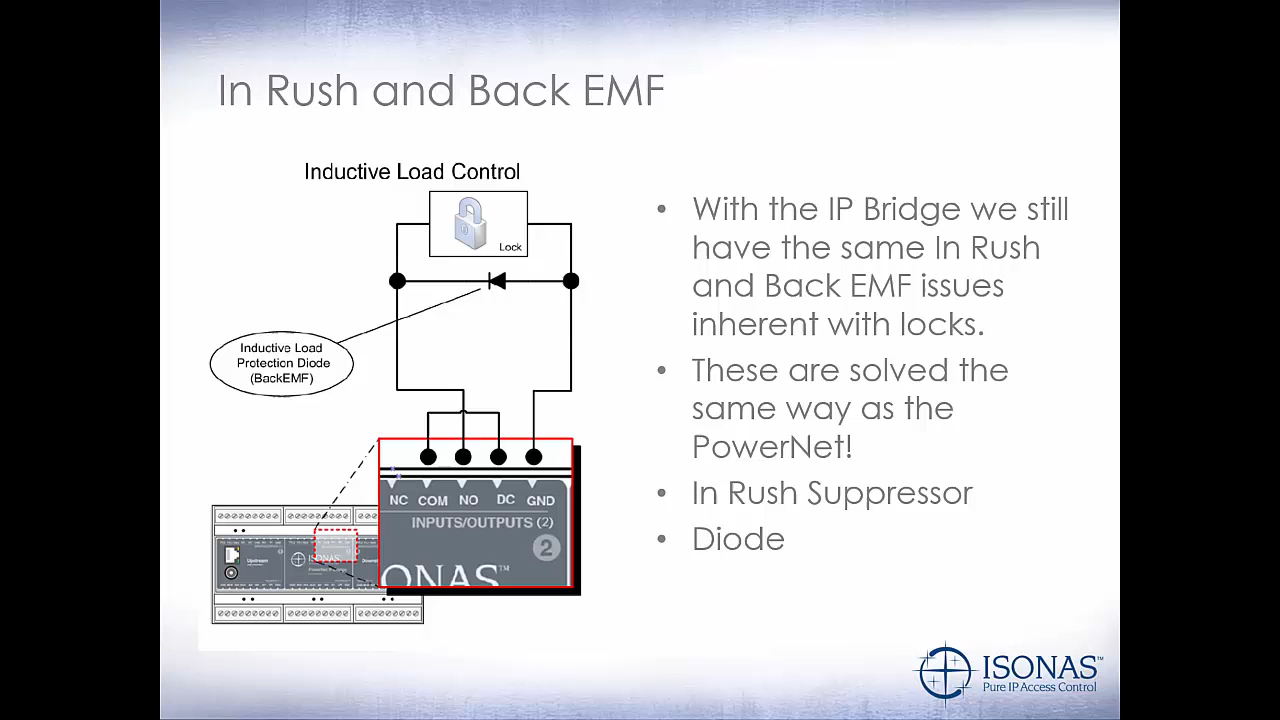 In Rush and Back EMF
Inductive Load Control
Lock
Inductive Load
Protection Diode
(BackEMF)
NC COM NO DC GND
INPUTS/OUTPUTS (2)
2
ONAS™
Upstream
ISONAS
• With the IP Bridge we still
have the same In Rush
and Back EMF issues
inherent with locks.
• These are solved the
same way as the
PowerNet!
• In Rush Suppressor
• Diode
ISONAS™
Pure IP Access Control